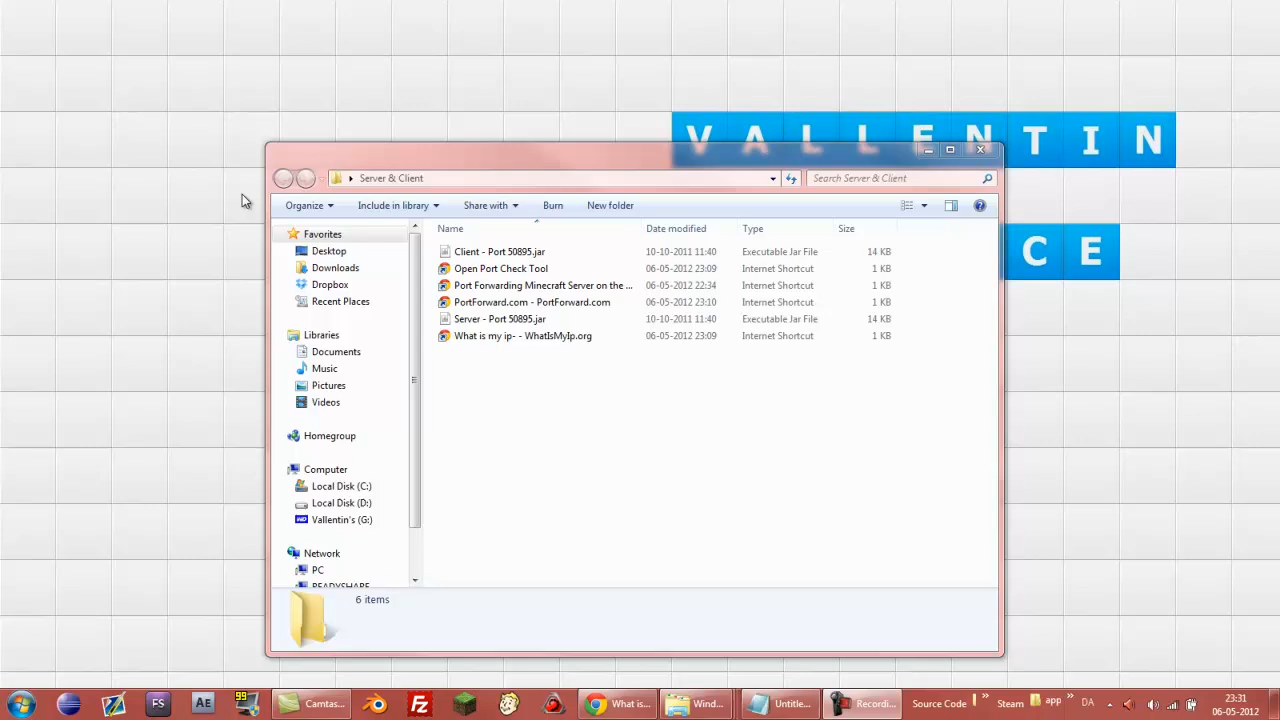 VALLENTIN
CE
Server & Client
Search Server & Client
Organize Include in library Share with Burn New folder
Name Date modified Type Size
Client - Port 50895.jar 10-10-2011 11:40 Executable Jar File 14 KB
Open Port Check Tool 06-05-2012 23:09 Internet Shortcut 1 KB
Port Forwarding Minecraft Server on the ... 06-05-2012 22:34 Internet Shortcut 1 KB
PortForward.com - PortForward.com 06-05-2012 23:10 Internet Shortcut 1 KB
Server - Port 50895.jar 10-10-2011 11:40 Executable Jar File 14 KB
What is my ip- - WhatIsMyIp.org 06-05-2012 23:09 Internet Shortcut 1 KB
Favorites
Desktop
Downloads
Dropbox
Recent Places
Libraries
Documents
Music
Pictures
Videos
Homegroup
Computer
Local Disk (C:)
Local Disk (D:)
Vallentin's (G:)
Network
PC
READYSHARE
6 items
FS AE 99 Camtas... What is... Wind... Untitle... Recordi... Source Code » Steam app » DA 23:31
06-05-2012